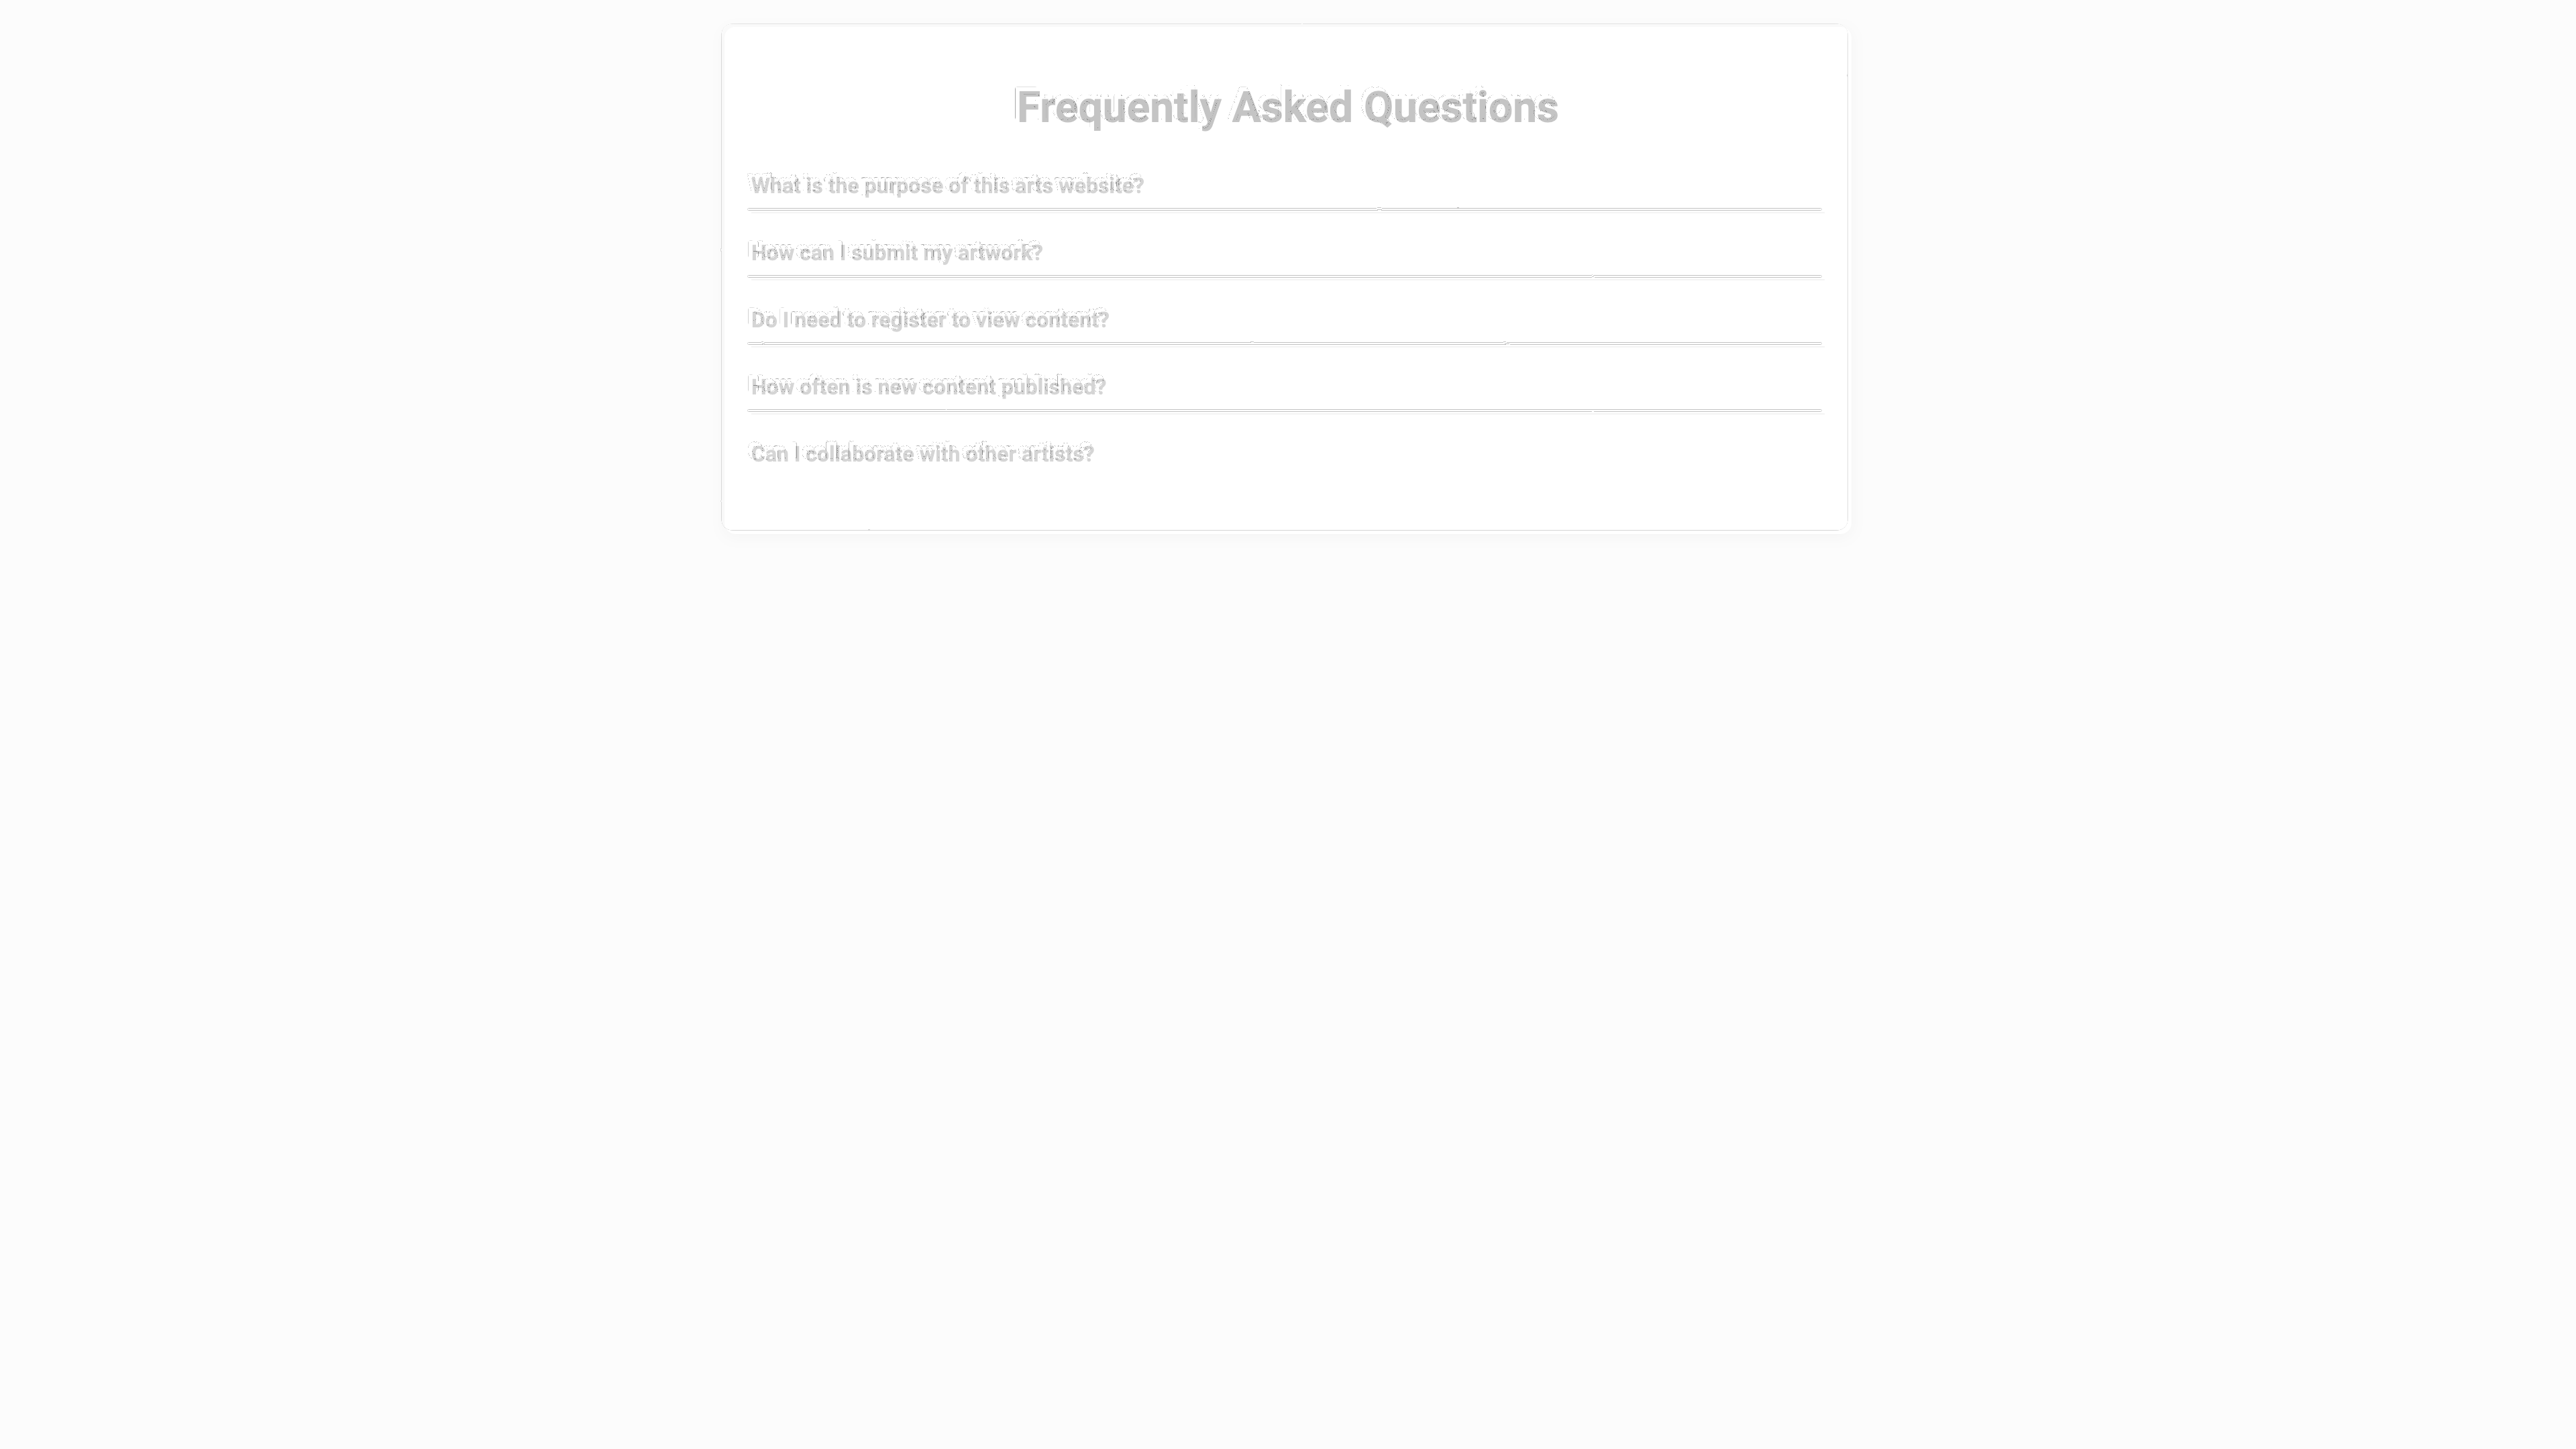 Frequently Asked Questions
What is the purpose of this arts website?
How can I submit my artwork?
Do I need to register to view content?
How often is new content published?
Can I collaborate with other artists?